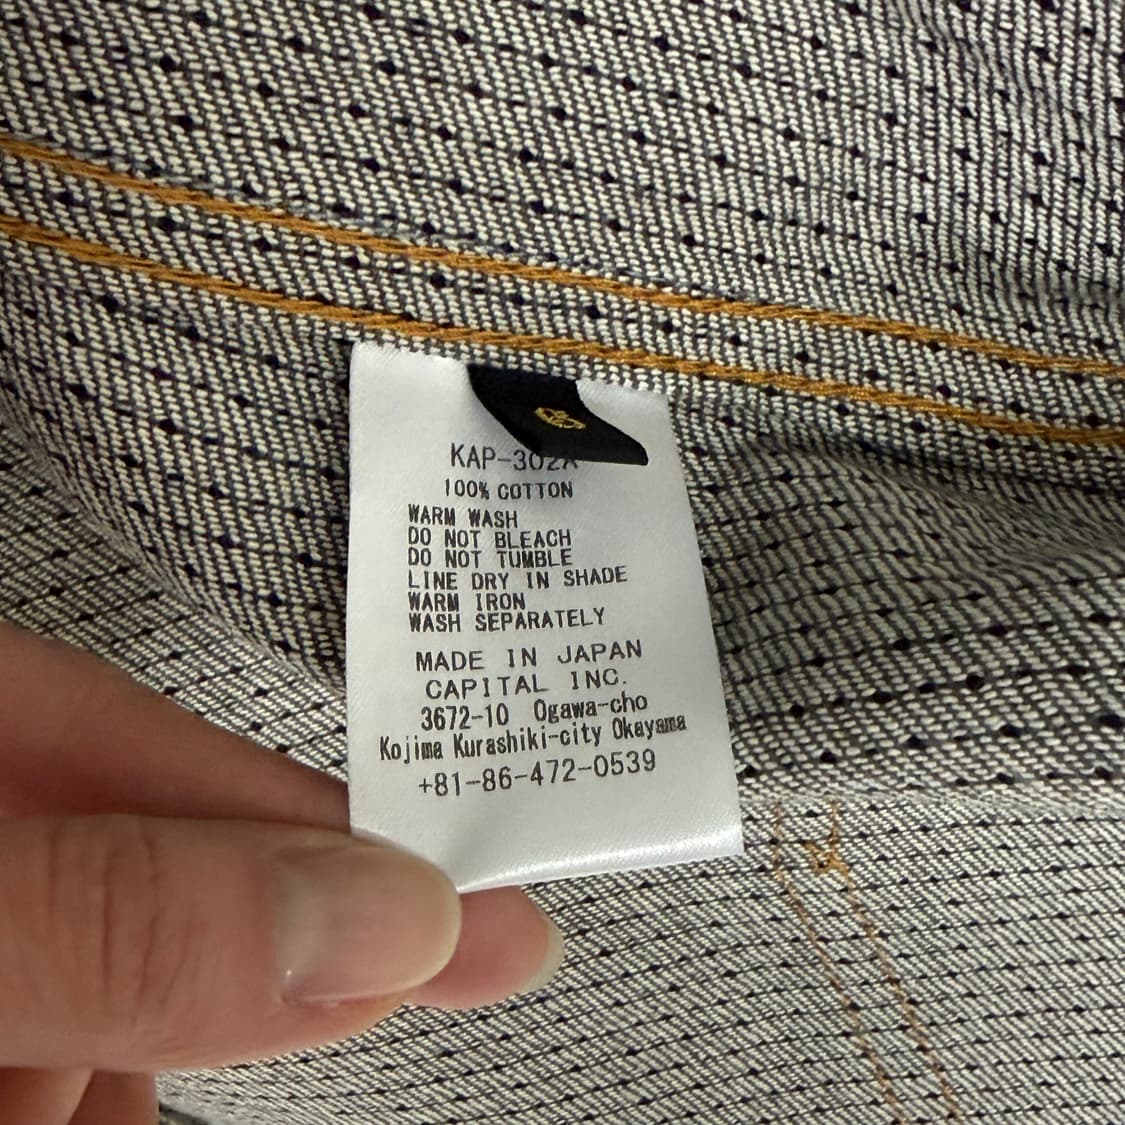 KAP-302X
100% COTTON
WARM WASH
DO NOT BLEACH
DO NOT TUMBLE
LINE DRY IN SHADE
WARM IRON
WASH SEPARATELY
MADE IN JAPAN
CAPITAL INC.
3672-10 Ogawa-cho
Kojima Kurashiki-city Okayama
+81-86-472-0539